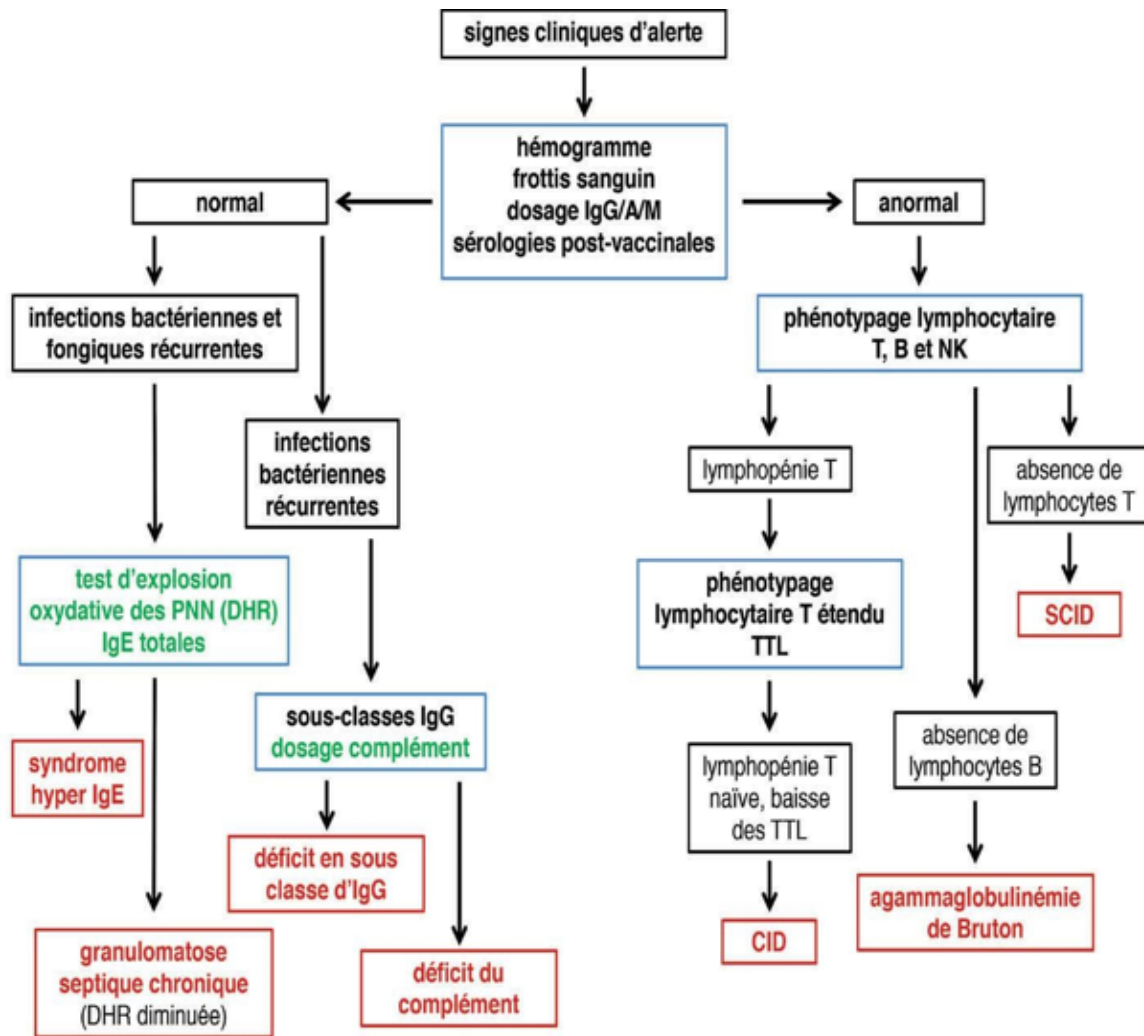 signes cliniques d'alerte
hémogramme
frottis sanguin
dosage IgG/A/M
sérologies post-vaccinales
normal
anormal
infections bactériennes et
fongiques récurrentes
phénotypage lymphocytaire
T, B et NK
infections
bactériennes
récurrentes
lymphopénie T
absence de
lymphocytes T
test d'explosion
oxydative des PNN (DHR)
IgE totales
phénotypage
lymphocytaire T étendu
TTL
SCID
sous-classes IgG
dosage complément
syndrome
hyper IgE
lymphopénie T
naïve, baisse
des TTL
absence de
lymphocytes B
déficit en sous
classe d'IgG
agammaglobulinémie
de Bruton
CID
granulomatose
septique chronique
(DHR diminuée)
déficit du
complément